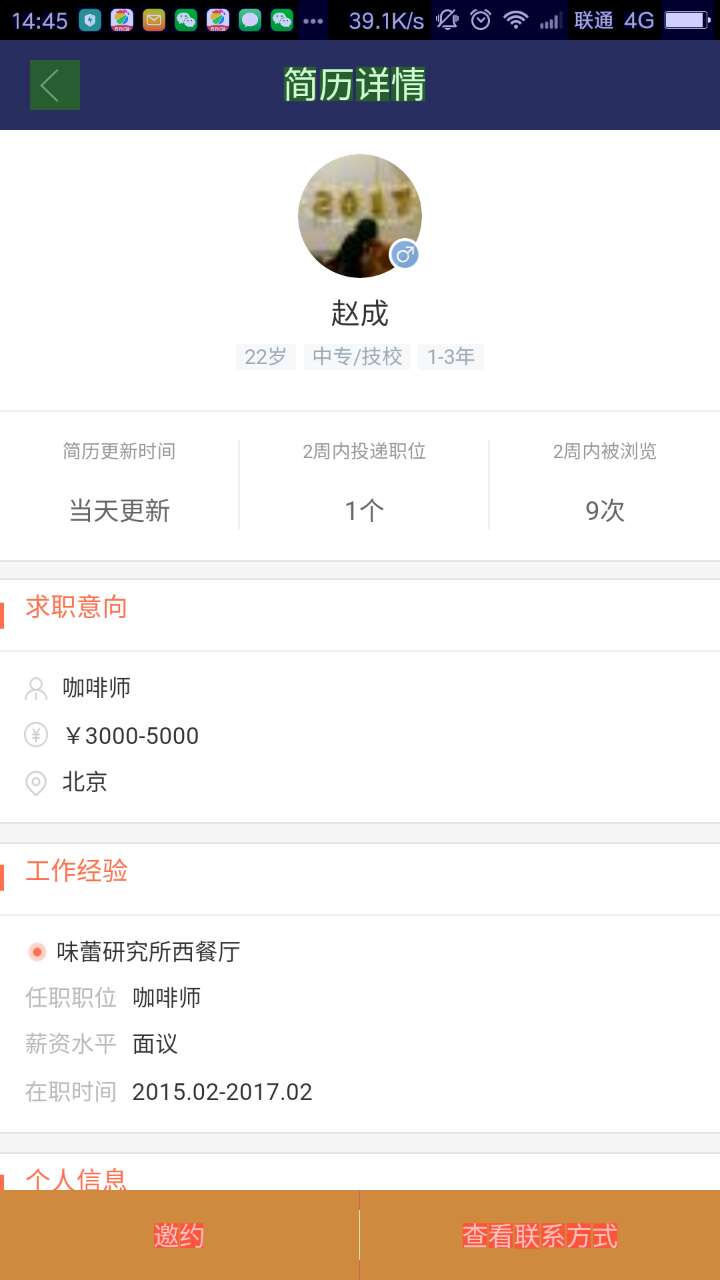 14:45 39.1K/s 联通 4G
简历详情
2017
赵成
22岁 中专/技校 1-3年
简历更新时间 2周内投递职位 2周内被浏览
当天更新 1个 9次
求职意向
咖啡师
￥3000-5000
北京
工作经验
味蕾研究所西餐厅
任职职位 咖啡师
薪资水平 面议
在职时间 2015.02-2017.02
个人信息
邀约 查看联系方式